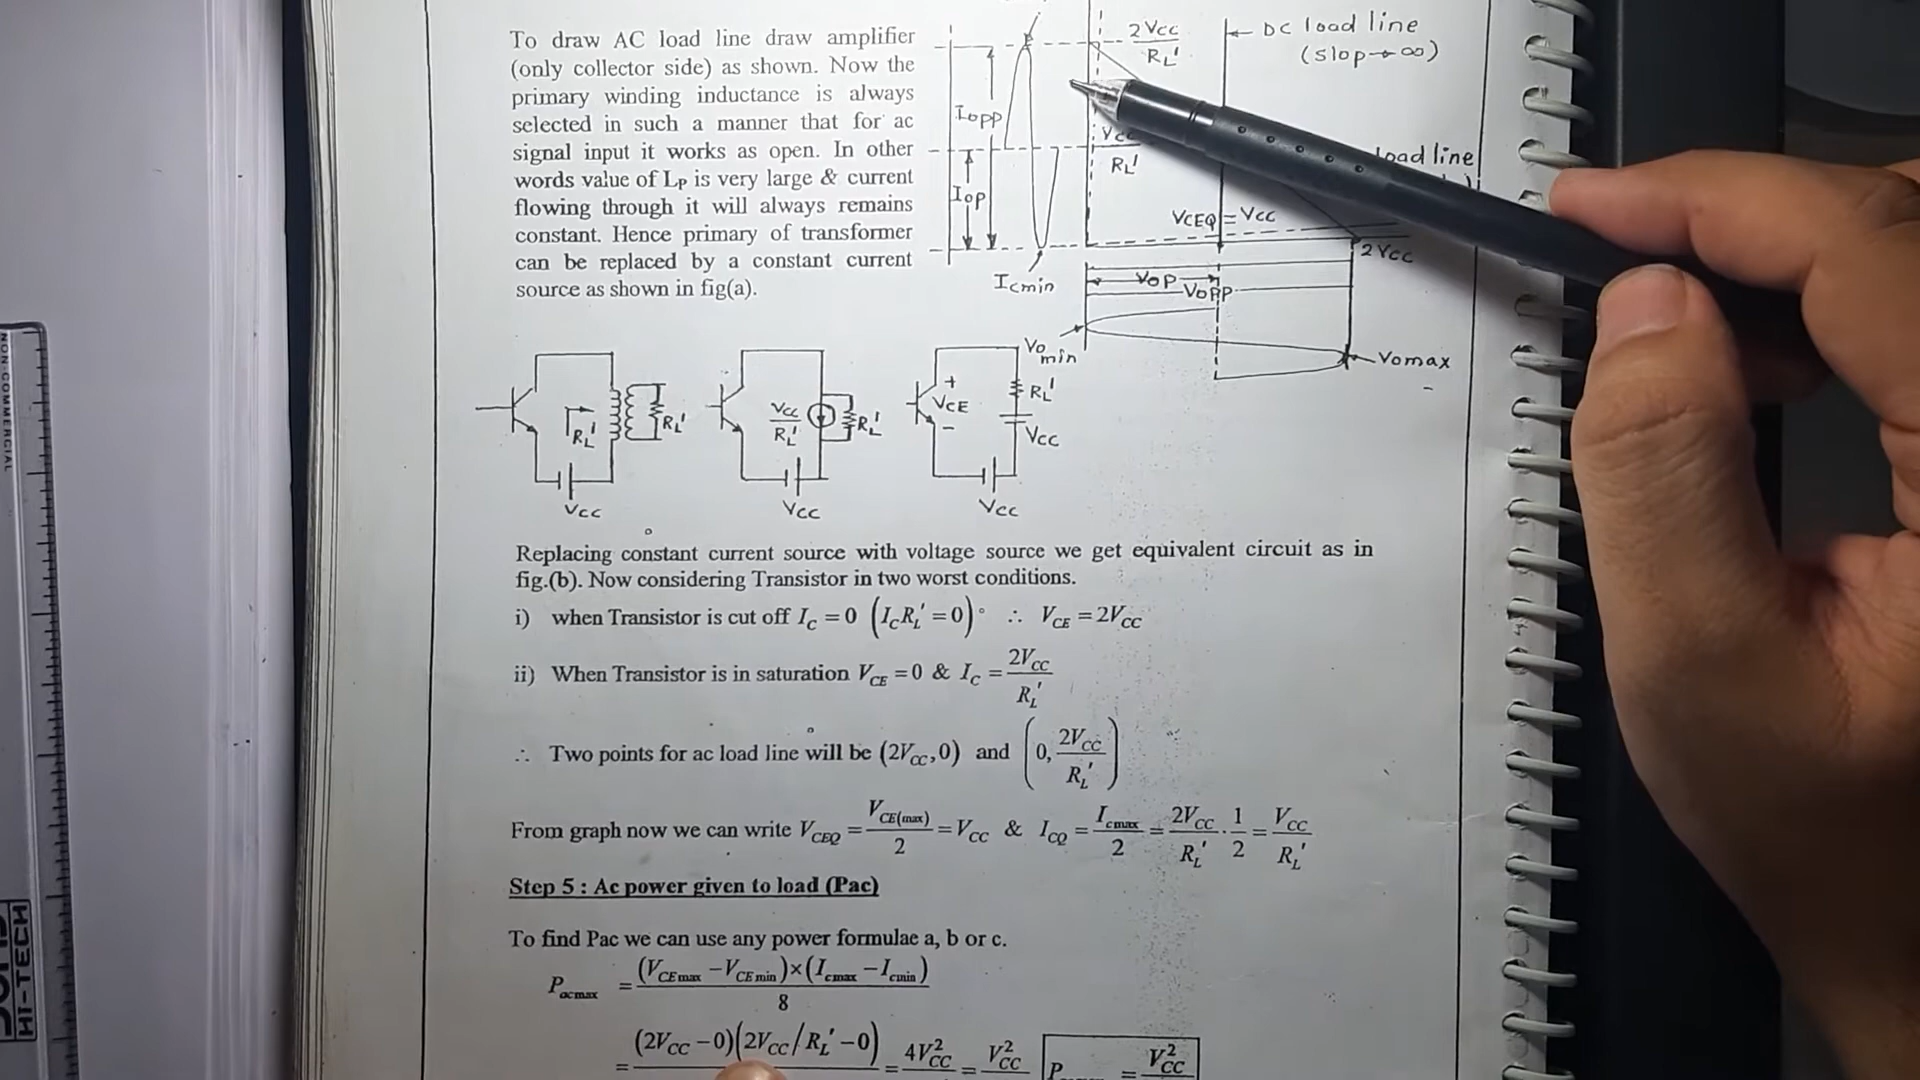 To draw AC load line draw amplifier
(only collector side) as shown. Now the
primary winding inductance is always
selected in such a manner that for ac
signal input it works as open. In other
words value of LP is very large & current
flowing through it will always remains
constant. Hence primary of transformer
can be replaced by a constant current
source as shown in fig(a).
2Vcc
RL'
DC load line
(slop→∞)
Iopp
RL'
load line
Iop
VCEQ = Vcc
2Vcc
Icmin
Vop
Vopp
Vo min
Vomax
RL'
RL'
Vcc
Vcc
RL'
RL'
Vcc
+
VCE
-
RL'
Vcc
Vcc
Replacing constant current source with voltage source we get equivalent circuit as in
fig.(b). Now considering Transistor in two worst conditions.
i) when Transistor is cut off IC = 0 (ICRL' = 0) ∴ VCE = 2VCC
ii) When Transistor is in saturation VCE = 0 & IC = 2VCC / RL'
∴ Two points for ac load line will be (2VCC, 0) and (0, 2VCC / RL')
From graph now we can write VCEQ = VCE(max) / 2 = VCC & ICQ = Icmax / 2 = 2VCC / RL' · 1 / 2 = VCC / RL'
Step 5 : Ac power given to load (Pac)
To find Pac we can use any power formulae a, b or c.
Pacmax = (VCEmax - VCEmin) × (Icmax - Icmin) / 8
= (2VCC - 0)(2VCC / RL' - 0) = 4V²CC = V²CC P = V²CC
NON-COMMERCIAL
HI-TECH